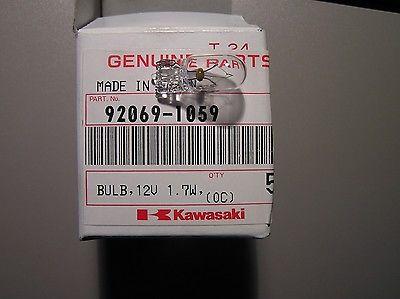 T-24
GENUINE PARTS
MADE IN
PART. No.
92069-1059
Q'TY
5
BULB,12V 1.7W,(OC)
Kawasaki